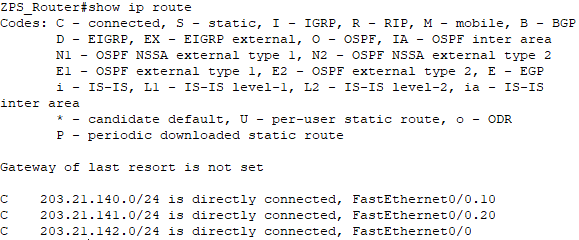 ZPS_Router#show ip route
Codes: C - connected, S - static, I - IGRP, R - RIP, M - mobile, B - BGP
D - EIGRP, EX - EIGRP external, O - OSPF, IA - OSPF inter area
N1 - OSPF NSSA external type 1, N2 - OSPF NSSA external type 2
E1 - OSPF external type 1, E2 - OSPF external type 2, E - EGP
i - IS-IS, L1 - IS-IS level-1, L2 - IS-IS level-2, ia - IS-IS
inter area
* - candidate default, U - per-user static route, o - ODR
P - periodic downloaded static route
Gateway of last resort is not set
C 203.21.140.0/24 is directly connected, FastEthernet0/0.10
C 203.21.141.0/24 is directly connected, FastEthernet0/0.20
C 203.21.142.0/24 is directly connected, FastEthernet0/0